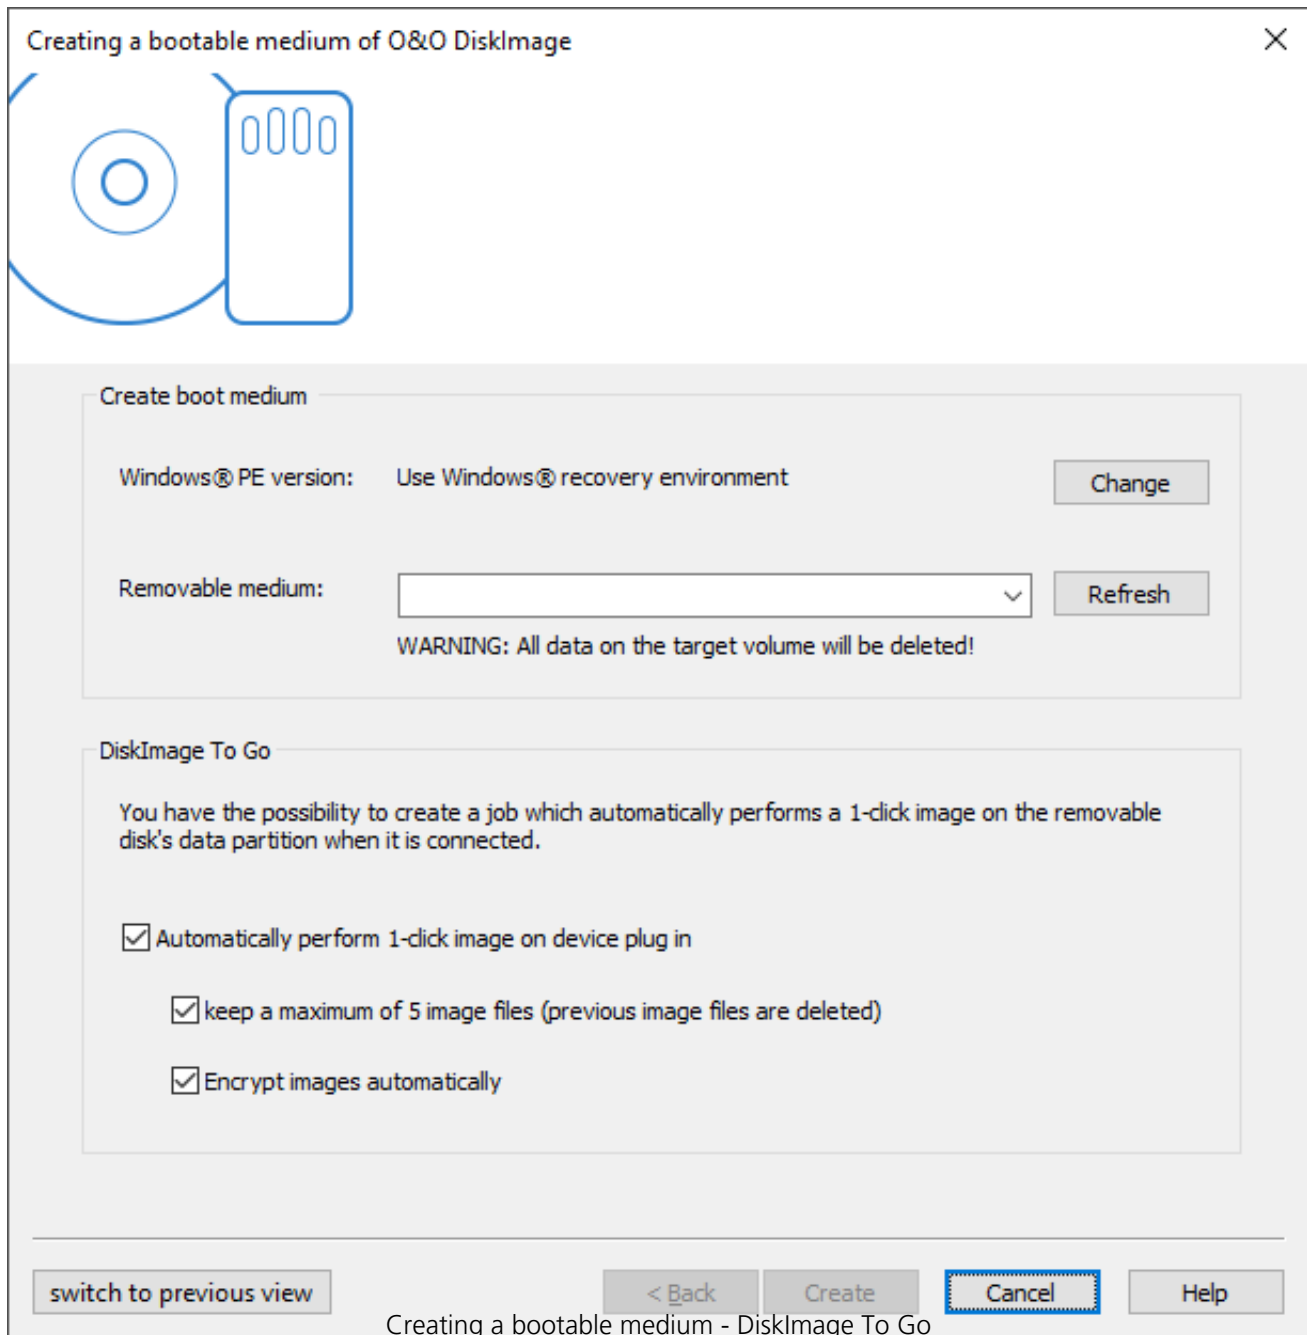 Creating a bootable medium of O&O DiskImage
Create boot medium
Windows® PE version: Use Windows® recovery environment Change
Removable medium: Refresh
WARNING: All data on the target volume will be deleted!
DiskImage To Go
You have the possibility to create a job which automatically performs a 1-click image on the removable
disk's data partition when it is connected.
Automatically perform 1-click image on device plug in
keep a maximum of 5 image files (previous image files are deleted)
Encrypt images automatically
switch to previous view < Back Create Cancel Help
Creating a bootable medium - DiskImage To Go